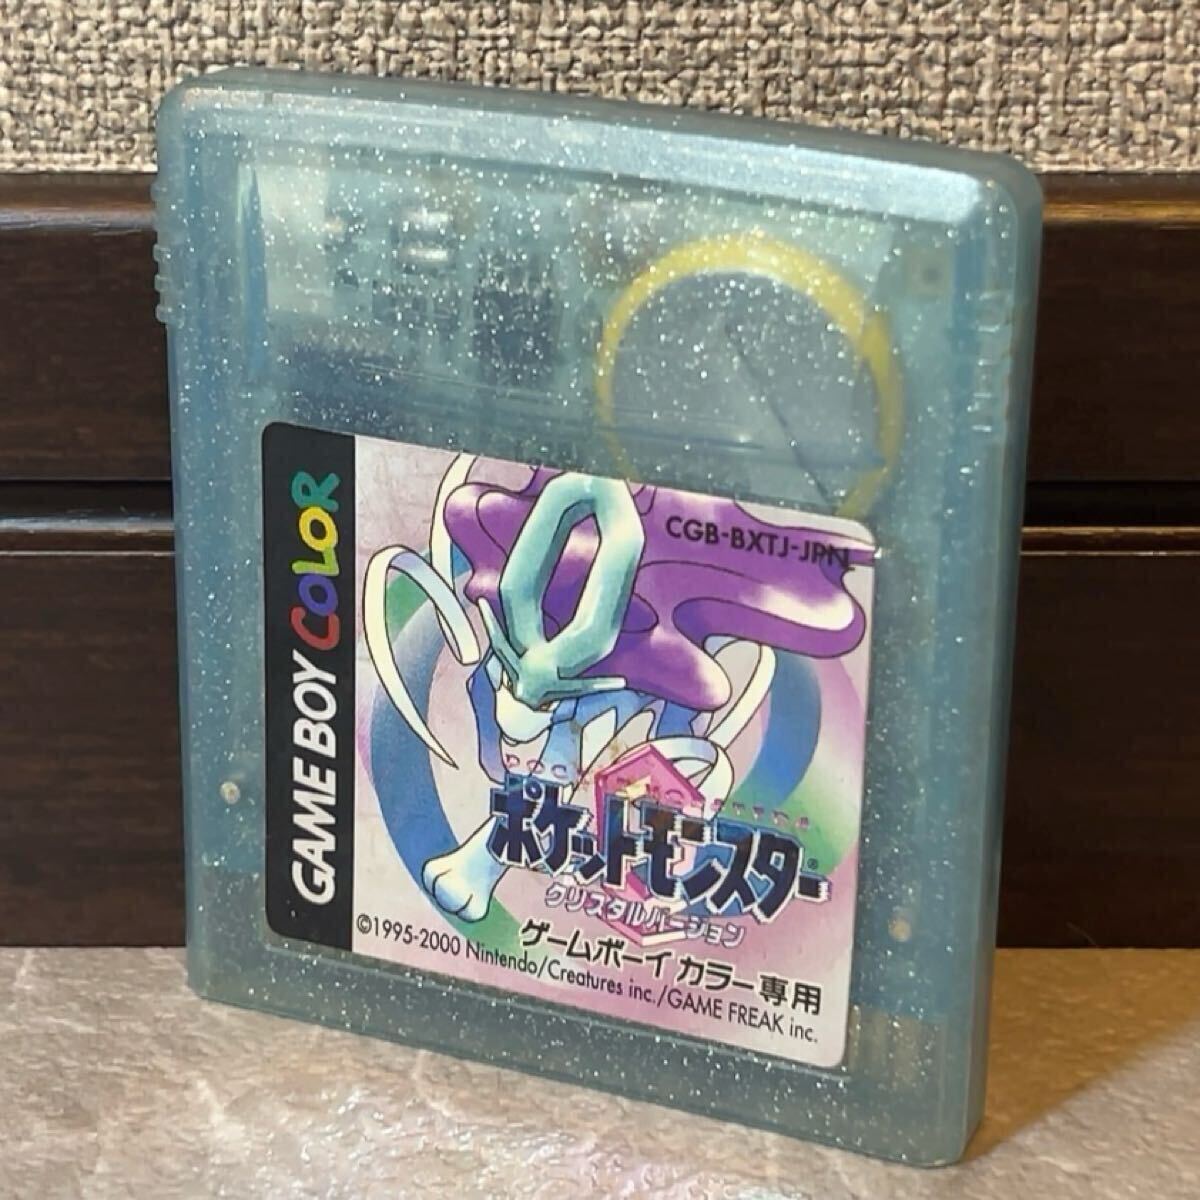 GAME BOY COLOR
CGB-BXTJ-JPN
POCKET MONSTERS
ポケットモンスター®
クリスタルバージョン
ゲームボーイカラー専用
©1995-2000 Nintendo/Creatures inc./GAME FREAK inc.